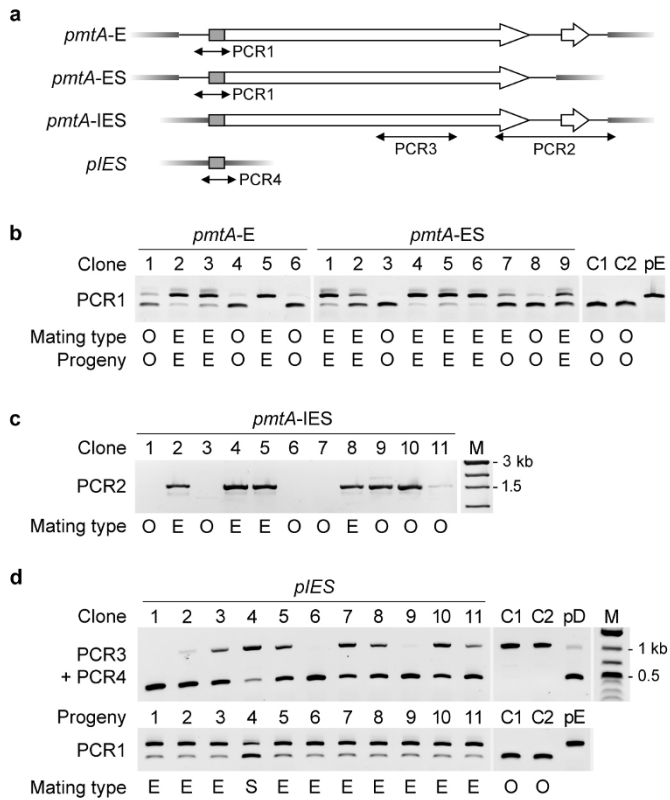 a
pmtA-E
PCR1
pmtA-ES
PCR1
pmtA-IES
PCR3 PCR2
pIES
PCR4
b
pmtA-E pmtA-ES
Clone 1 2 3 4 5 6 1 2 3 4 5 6 7 8 9 C1 C2 pE
PCR1
Mating type O E E O E O E E O E E E E O E O O
Progeny O E E O E O E E O E E E O O E O O
c
pmtA-IES
Clone 1 2 3 4 5 6 7 8 9 10 11 M
- 3 kb
PCR2 - 1.5
Mating type O E O E E O O E O O O
d
pIES
Clone 1 2 3 4 5 6 7 8 9 10 11 C1 C2 pD M
PCR3 - 1 kb
+ PCR4 - 0.5
Progeny 1 2 3 4 5 6 7 8 9 10 11 C1 C2 pE
PCR1
Mating type E E E S E E E E E E E O O